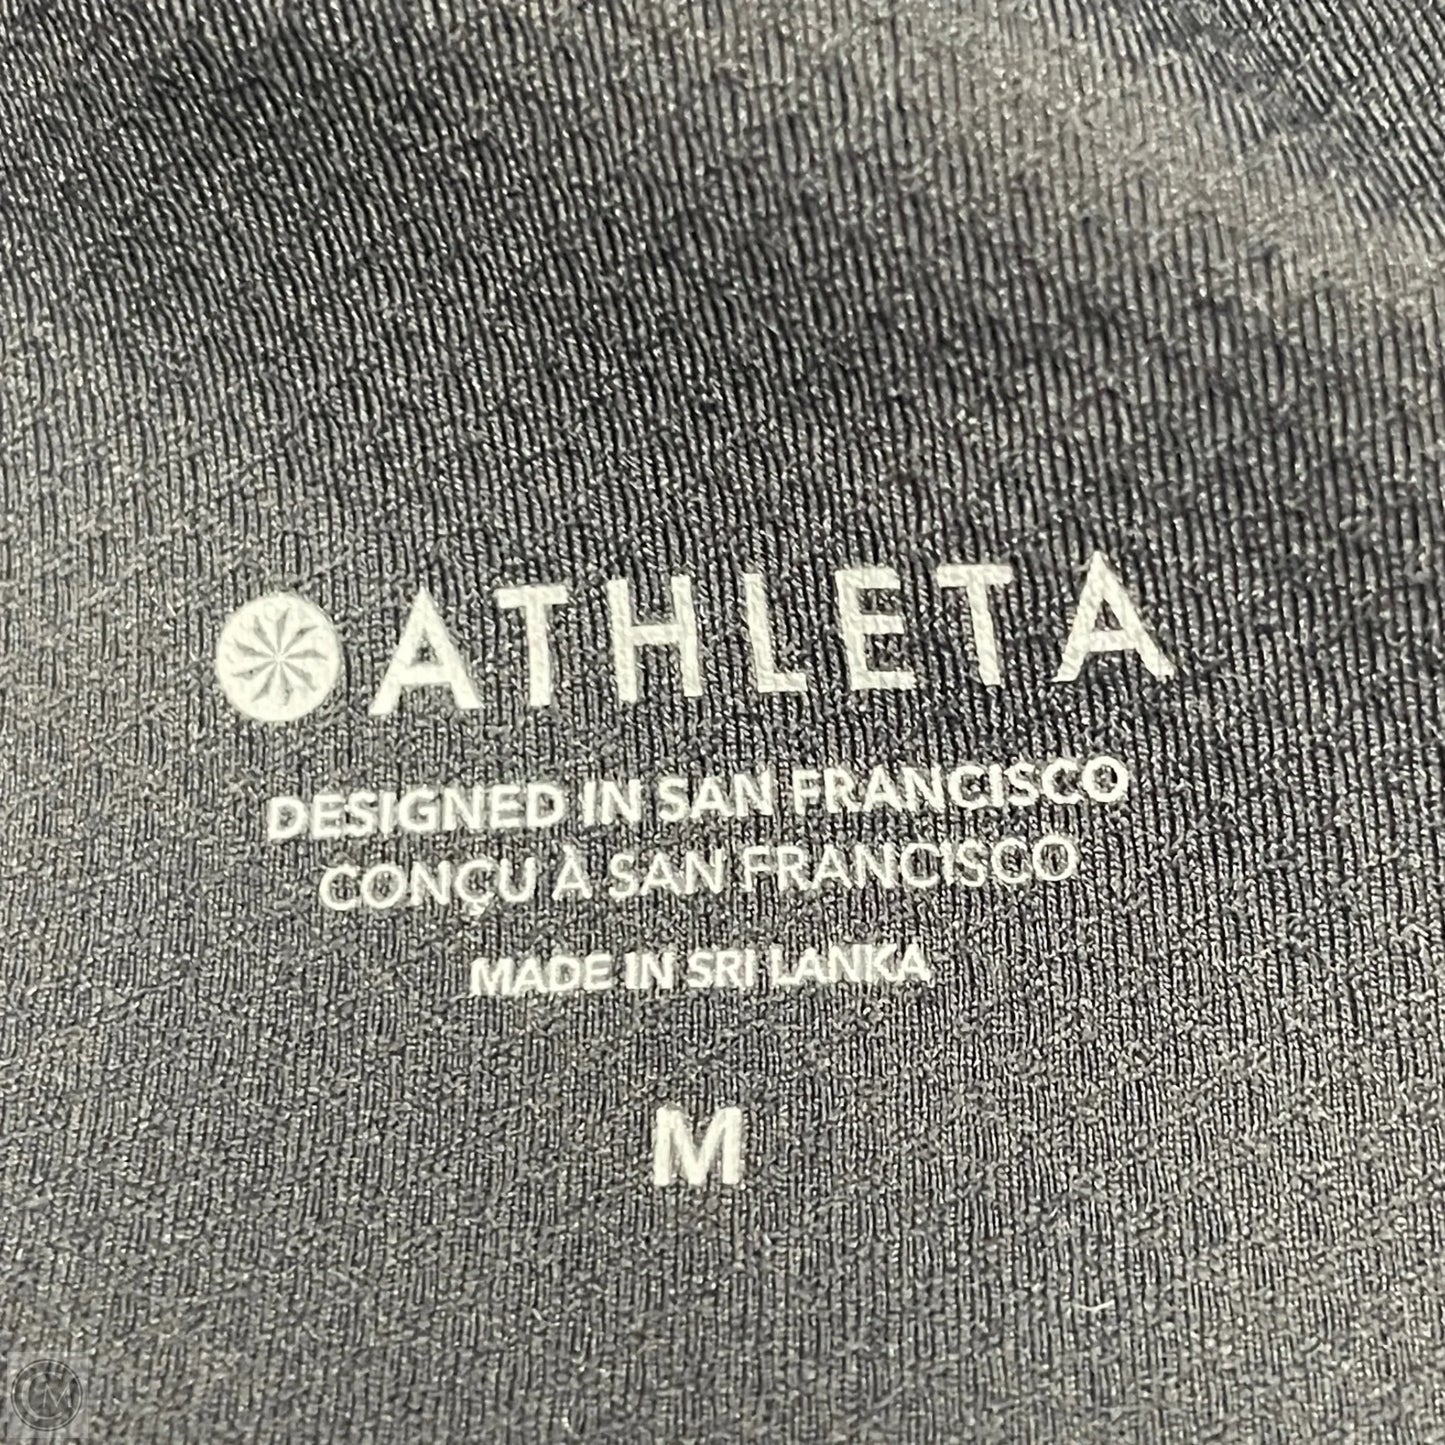 ATHLETA
DESIGNED IN SAN FRANCISCO
CONÇU À SAN FRANCISCO
MADE IN SRI LANKA
M